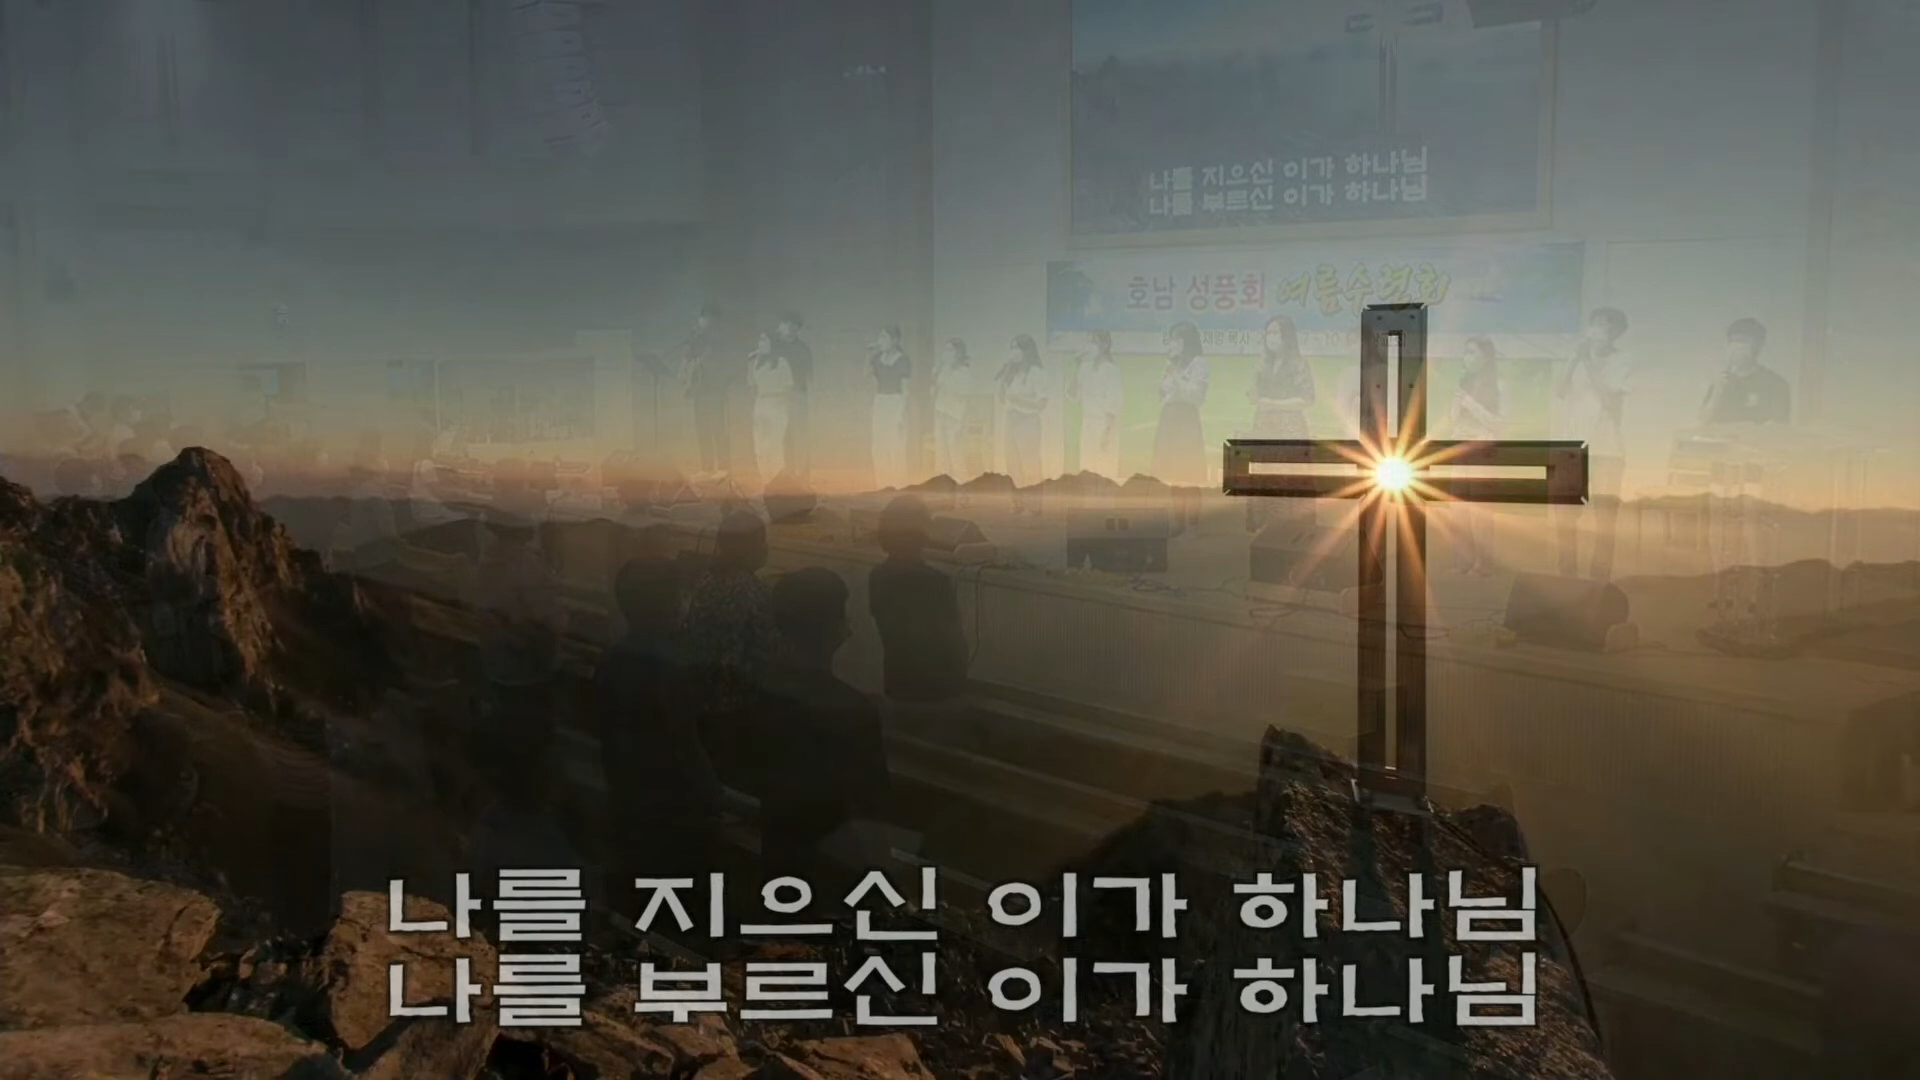 나를 지으신 이가 하나님
나를 부르신 이가 하나님
호남 성풍회 여름수련회
나를 지으신 이가 하나님
나를 부르신 이가 하나님